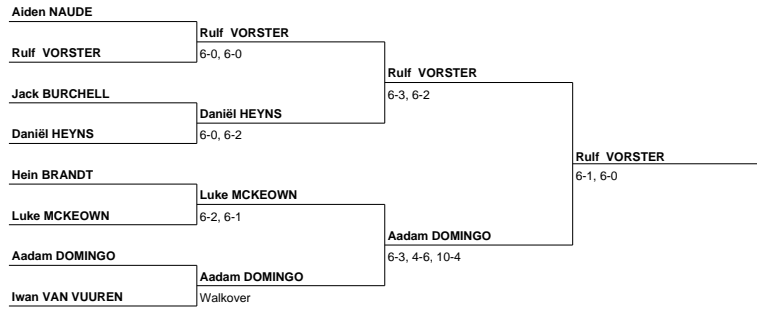 Aiden NAUDE
Rulf VORSTER
Rulf VORSTER
6-0, 6-0
Rulf VORSTER
Jack BURCHELL
6-3, 6-2
Daniël HEYNS
Daniël HEYNS
6-0, 6-2
Rulf VORSTER
Hein BRANDT
6-1, 6-0
Luke MCKEOWN
Luke MCKEOWN
6-2, 6-1
Aadam DOMINGO
Aadam DOMINGO
6-3, 4-6, 10-4
Aadam DOMINGO
Iwan VAN VUUREN
Walkover